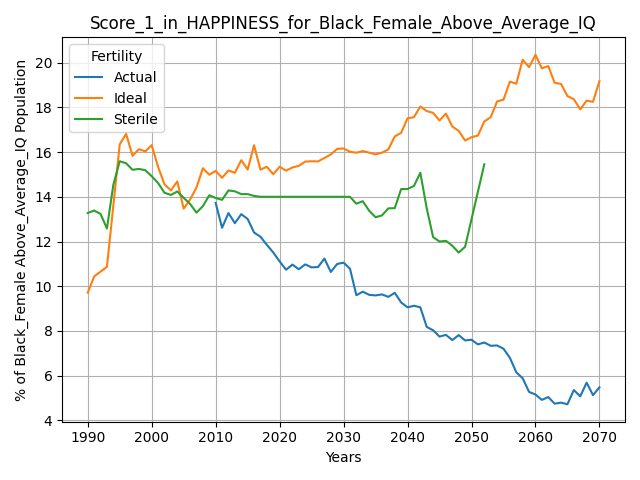 Score_1_in_HAPPINESS_for_Black_Female_Above_Average_IQ
% of Black_Female Above_Average_IQ Population
Fertility
Actual
Ideal
Sterile
20
18
16
14
12
10
8
6
4
1990 2000 2010 2020 2030 2040 2050 2060 2070
Years